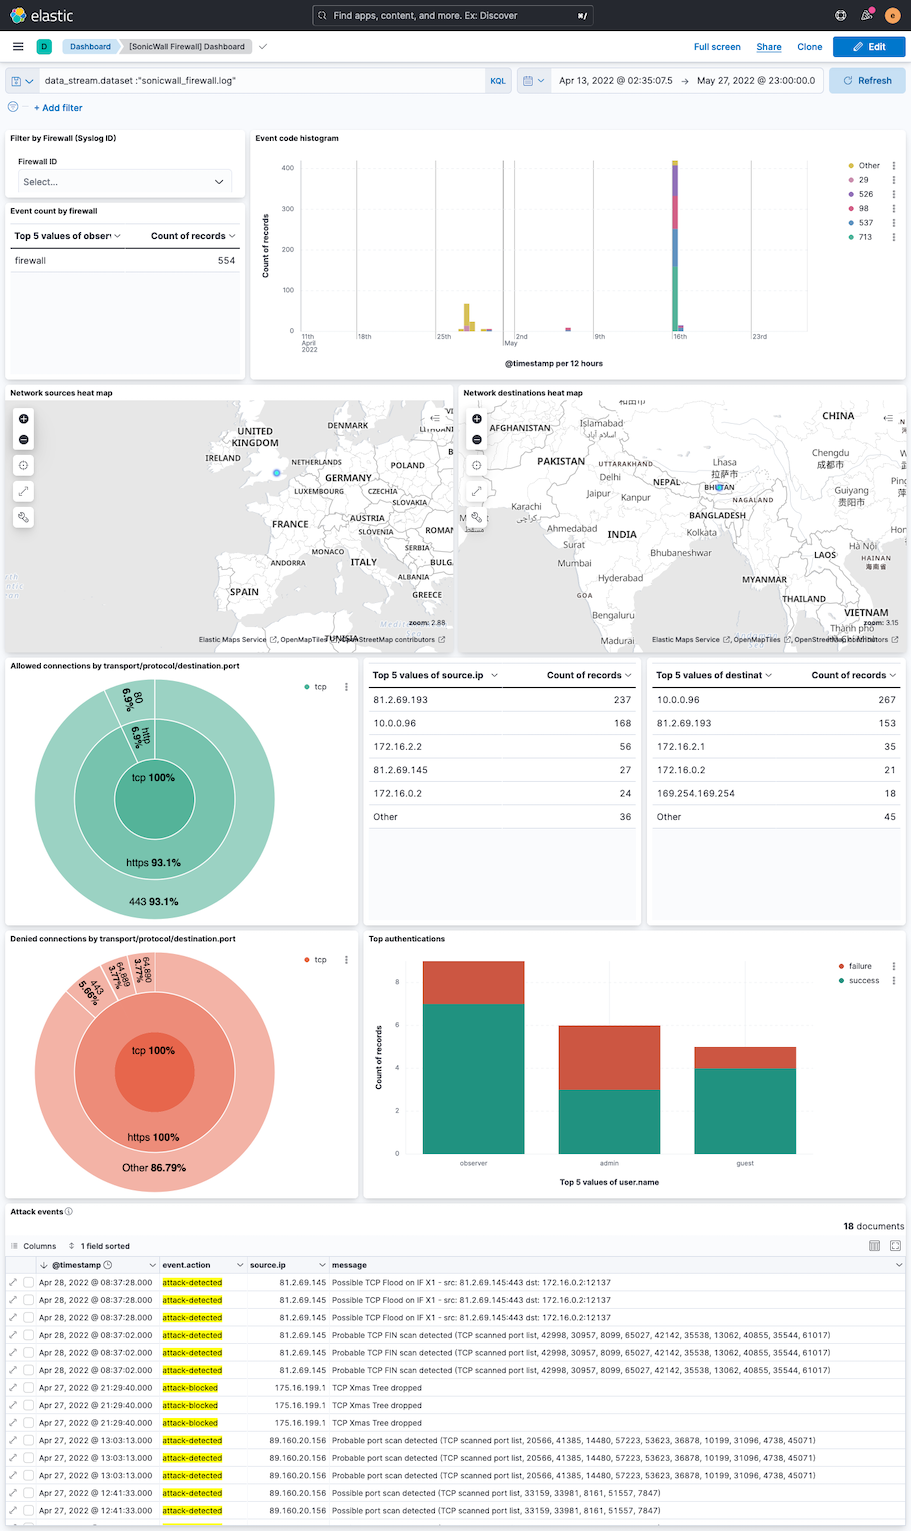 elastic
Find apps, content, and more. Ex: Discover
⌘/
e
D
Dashboard
[SonicWall Firewall] Dashboard
Full screen
Share
Clone
Edit
data_stream.dataset :"sonicwall_firewall.log"
KQL
Apr 13, 2022 @ 02:35:07.5 → May 27, 2022 @ 23:00:00.0
Refresh
+ Add filter
Filter by Firewall (Syslog ID)
Firewall ID
Select...
Event count by firewall
Top 5 values of obser
Count of records
firewall 554
Event code histogram
Count of records
400
300
200
100
0
11th
April
2022
18th
25th
2nd
May
9th
16th
23rd
@timestamp per 12 hours
Other
29
526
98
537
713
Network sources heat map
UNITED
KINGDOM
DENMARK
IRELAND
NETHERLANDS
POLAND
GERMANY
LUXEMBOURG
CZECHIA
SLOVAKIA
FRANCE
AUSTRIA
SLOVENIA
ROMAN
SERBIA
MONACO
ANDORRA
ITALY
BULG
ALBANIA
SPAIN
GREECE
zoom: 2.88
TUNISIA
Elastic Maps Service , OpenMapTiles , OpenStreetMap contributors
Network destinations heat map
CHINA
AFGHANISTAN
Islamabad
اسلام آباد
PAKISTAN
UTTARAKHAND
Delhi
Lhasa
拉萨市
Chengdu
成都市
NEPAL
BHUTAN
Jaipur
Kanpur
NAGALAND
Guiyang
贵阳市
Karachi
كراچى
BANGLADESH
Ahmedabad
INDIA
Kolkata
Surat
Bhubaneshwar
Hà Nội
LAOS
HAINAN
海南省
Mumbai
Hyderabad
MYANMAR
GOA
THAILAND
Bengaluru
VIETNAM
zoom: 3.15
Thành phố
Madurai
Elastic Maps Service , OpenMapTiles , OpenStreetMap contributors
Allowed connections by transport/protocol/destination.port
tcp
80
6.9%
http
6.9%
tcp 100%
https 93.1%
443 93.1%
Top 5 values of source.ip Count of records
81.2.69.193 237
10.0.0.96 168
172.16.2.2 56
81.2.69.145 27
172.16.0.2 24
Other 36
Top 5 values of destinat Count of records
10.0.0.96 267
81.2.69.193 153
172.16.2.1 35
172.16.0.2 21
169.254.169.254 18
Other 45
Denied connections by transport/protocol/destination.port
tcp
443
5.66%
64,889
3.77%
64,890
3.77%
tcp 100%
https 100%
Other 86.79%
Top authentications
Count of records
8
6
4
2
0
observer
admin
guest
Top 5 values of user.name
failure
success
Attack events
18 documents
Columns
1 field sorted
@timestamp event.action source.ip message
Apr 28, 2022 @ 08:37:28.000 attack-detected 81.2.69.145 Possible TCP Flood on IF X1 - src: 81.2.69.145:443 dst: 172.16.0.2:12137
Apr 28, 2022 @ 08:37:28.000 attack-detected 81.2.69.145 Possible TCP Flood on IF X1 - src: 81.2.69.145:443 dst: 172.16.0.2:12137
Apr 28, 2022 @ 08:37:28.000 attack-detected 81.2.69.145 Possible TCP Flood on IF X1 - src: 81.2.69.145:443 dst: 172.16.0.2:12137
Apr 28, 2022 @ 08:37:02.000 attack-detected 81.2.69.145 Probable TCP FIN scan detected (TCP scanned port list, 42998, 30957, 8099, 65027, 42142, 35538, 13062, 40855, 35544, 61017)
Apr 28, 2022 @ 08:37:02.000 attack-detected 81.2.69.145 Probable TCP FIN scan detected (TCP scanned port list, 42998, 30957, 8099, 65027, 42142, 35538, 13062, 40855, 35544, 61017)
Apr 28, 2022 @ 08:37:02.000 attack-detected 81.2.69.145 Probable TCP FIN scan detected (TCP scanned port list, 42998, 30957, 8099, 65027, 42142, 35538, 13062, 40855, 35544, 61017)
Apr 27, 2022 @ 21:29:40.000 attack-blocked 175.16.199.1 TCP Xmas Tree dropped
Apr 27, 2022 @ 21:29:40.000 attack-blocked 175.16.199.1 TCP Xmas Tree dropped
Apr 27, 2022 @ 21:29:40.000 attack-blocked 175.16.199.1 TCP Xmas Tree dropped
Apr 27, 2022 @ 13:03:13.000 attack-detected 89.160.20.156 Probable port scan detected (TCP scanned port list, 20566, 41385, 14480, 57223, 53623, 36878, 10199, 31096, 4738, 45071)
Apr 27, 2022 @ 13:03:13.000 attack-detected 89.160.20.156 Probable port scan detected (TCP scanned port list, 20566, 41385, 14480, 57223, 53623, 36878, 10199, 31096, 4738, 45071)
Apr 27, 2022 @ 13:03:13.000 attack-detected 89.160.20.156 Probable port scan detected (TCP scanned port list, 20566, 41385, 14480, 57223, 53623, 36878, 10199, 31096, 4738, 45071)
Apr 27, 2022 @ 12:41:33.000 attack-detected 89.160.20.156 Possible port scan detected (TCP scanned port list, 33159, 33981, 8161, 51557, 7847)
Apr 27, 2022 @ 12:41:33.000 attack-detected 89.160.20.156 Possible port scan detected (TCP scanned port list, 33159, 33981, 8161, 51557, 7847)